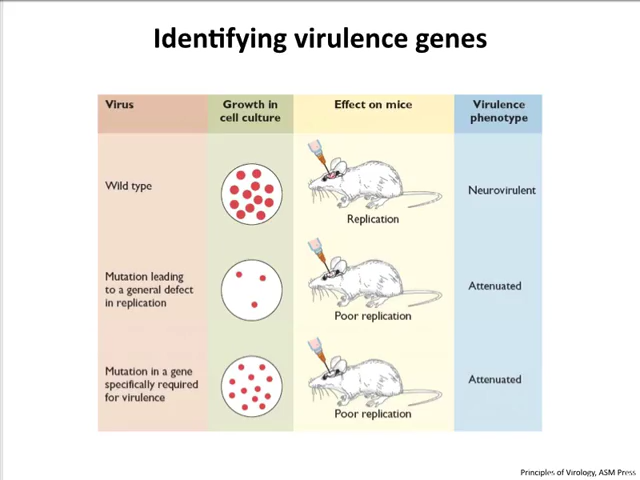 Identifying virulence genes
Virus
Growth in
cell culture
Effect on mice
Virulence
phenotype
Wild type
Replication
Neurovirulent
Mutation leading
to a general defect
in replication
Poor replication
Attenuated
Mutation in a gene
specifically required
for virulence
Poor replication
Attenuated
Principles of Virology, ASM Press